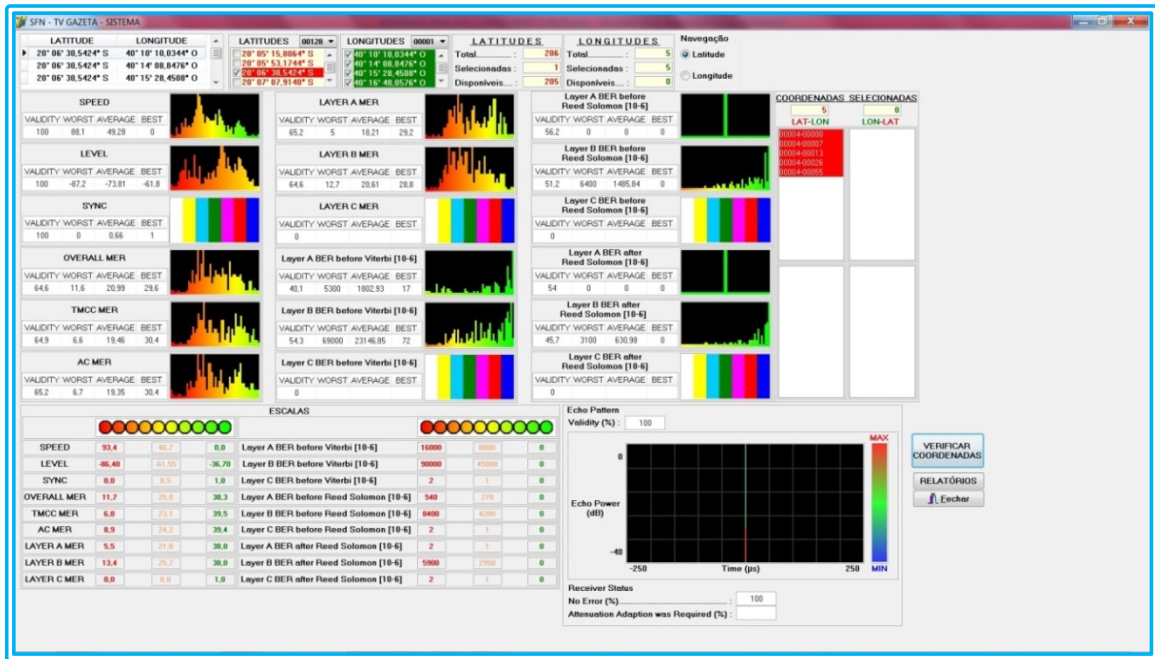 SFN - TV GAZETA - SISTEMA
LATITUDE LONGITUDE
20° 06' 30,5424" S 40° 10' 10,0344" O
20° 06' 30,5424" S 40° 14' 08,8476" O
20° 06' 30,5424" S 40° 15' 28,4508" O
LATITUDES 00128 LONGITUDES 00001
20° 05' 15,8864" S 40° 10' 10,0344" O
20° 05' 53,1744" S 40° 14' 08,8476" O
20° 06' 30,5424" S 40° 15' 28,4508" O
20° 07' 07,9140" S 40° 16' 48,0576" O
LATITUDES
Total : 206
Selecionadas : 1
Disponíveis : 205
LONGITUDES
Total : 5
Selecionadas : 5
Disponíveis : 0
Navegação
Latitude
Longitude
SPEED
VALIDITY WORST AVERAGE BEST
100 88,1 49,28 0
LEVEL
VALIDITY WORST AVERAGE BEST
100 -87,2 -73,81 -61,8
SYNC
VALIDITY WORST AVERAGE BEST
100 0 0,66 1
OVERALL MER
VALIDITY WORST AVERAGE BEST
64,6 11,6 20,99 29,6
TMCC MER
VALIDITY WORST AVERAGE BEST
64,9 6,6 19,46 30,4
AC MER
VALIDITY WORST AVERAGE BEST
65,2 6,7 19,35 30,4
LAYER A MER
VALIDITY WORST AVERAGE BEST
65,2 5 18,21 29,2
LAYER B MER
VALIDITY WORST AVERAGE BEST
64,6 12,7 20,61 28,8
LAYER C MER
VALIDITY WORST AVERAGE BEST
0
Layer A BER before Viterbi [10-6]
VALIDITY WORST AVERAGE BEST
40,1 5300 1802,93 17
Layer B BER before Viterbi [10-6]
VALIDITY WORST AVERAGE BEST
54,3 69000 23146,85 72
Layer C BER before Viterbi [10-6]
VALIDITY WORST AVERAGE BEST
0
Layer A BER before
Reed Solomon [10-6]
VALIDITY WORST AVERAGE BEST
56,2 0 0 0
Layer B BER before
Reed Solomon [10-6]
VALIDITY WORST AVERAGE BEST
51,2 6400 1485,84 0
Layer C BER before
Reed Solomon [10-6]
VALIDITY WORST AVERAGE BEST
0
Layer A BER after
Reed Solomon [10-6]
VALIDITY WORST AVERAGE BEST
54 0 0 0
Layer B BER after
Reed Solomon [10-6]
VALIDITY WORST AVERAGE BEST
45,7 3100 630,98 0
Layer C BER after
Reed Solomon [10-6]
VALIDITY WORST AVERAGE BEST
0
COORDENADAS SELECIONADAS
5 0
LAT-LON LON-LAT
00004-00000
00004-00007
00004-00013
00004-00026
00004-00055
ESCALAS
SPEED 93,4 46,7 0,0 Layer A BER before Viterbi [10-6] 16000 8000 0
LEVEL -86,40 -61,55 -36,70 Layer B BER before Viterbi [10-6] 90000 45000 0
SYNC 0,0 0,5 1,0 Layer C BER before Viterbi [10-6] 2 1 0
OVERALL MER 11,7 25,0 38,3 Layer A BER before Reed Solomon [10-6] 540 270 0
TMCC MER 6,8 23,1 39,5 Layer B BER before Reed Solomon [10-6] 8400 4200 0
AC MER 8,9 24,2 39,4 Layer C BER before Reed Solomon [10-6] 2 1 0
LAYER A MER 5,5 21,8 38,0 Layer A BER after Reed Solomon [10-6] 2 1 0
LAYER B MER 13,4 25,7 38,0 Layer B BER after Reed Solomon [10-6] 5900 2950 0
LAYER C MER 0,0 0,0 1,0 Layer C BER after Reed Solomon [10-6] 2 1 0
Echo Pattern
Validity (%) : 100
MAX
0
Echo Power
(dB)
-40
-250 Time (µs) 250 MIN
Receiver Status
No Error (%) : 100
Attenuation Adaption was Required (%) :
VERIFICAR
COORDENADAS
RELATÓRIOS
Fechar